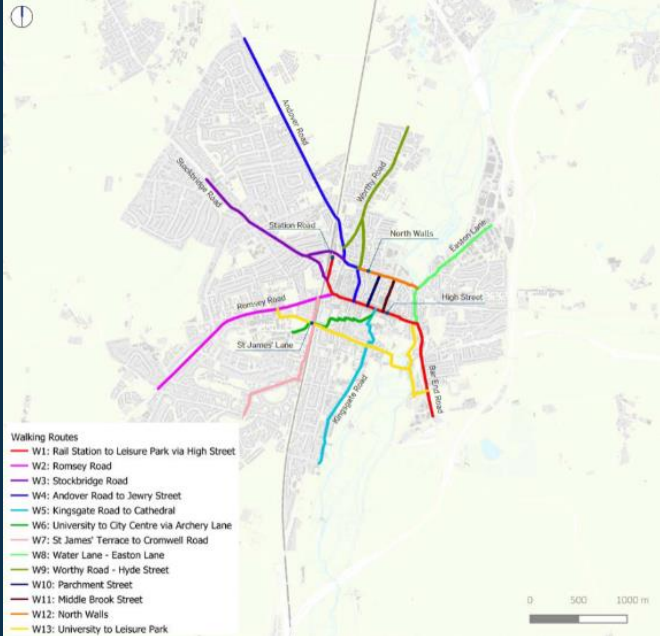 Andover Road
Stockbridge Road
Worthy Road
Station Road
North Walls
Easton Lane
Romsey Road
High Street
St James' Lane
Kingsgate Road
Bar End Road
Walking Routes
W1: Rail Station to Leisure Park via High Street
W2: Romsey Road
W3: Stockbridge Road
W4: Andover Road to Jewry Street
W5: Kingsgate Road to Cathedral
W6: University to City Centre via Archery Lane
W7: St James' Terrace to Cromwell Road
W8: Water Lane - Easton Lane
W9: Worthy Road - Hyde Street
W10: Parchment Street
W11: Middle Brook Street
W12: North Walls
W13: University to Leisure Park
0 500 1000 m